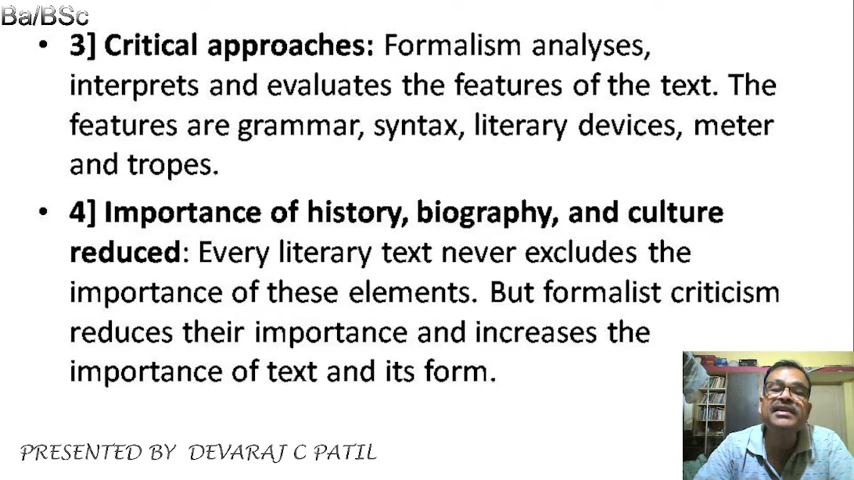 Ba/BSc
• 3] Critical approaches: Formalism analyses,
interprets and evaluates the features of the text. The
features are grammar, syntax, literary devices, meter
and tropes.
• 4] Importance of history, biography, and culture
reduced: Every literary text never excludes the
importance of these elements. But formalist criticism
reduces their importance and increases the
importance of text and its form.
PRESENTED BY DEVARAJ C PATIL